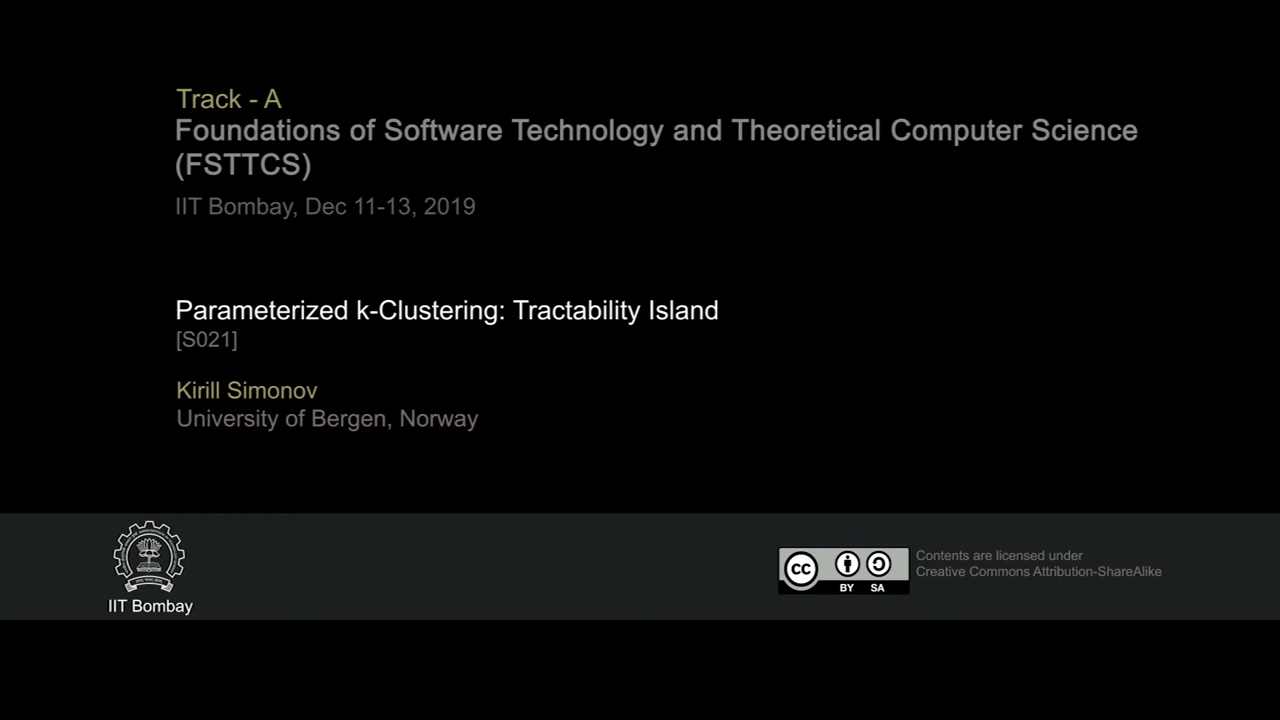 Track - A
Foundations of Software Technology and Theoretical Computer Science
(FSTTCS)
IIT Bombay, Dec 11-13, 2019
Parameterized k-Clustering: Tractability Island
[S021]
Kirill Simonov
University of Bergen, Norway
IIT Bombay
cc
BY SA
Contents are licensed under
Creative Commons Attribution-ShareAlike